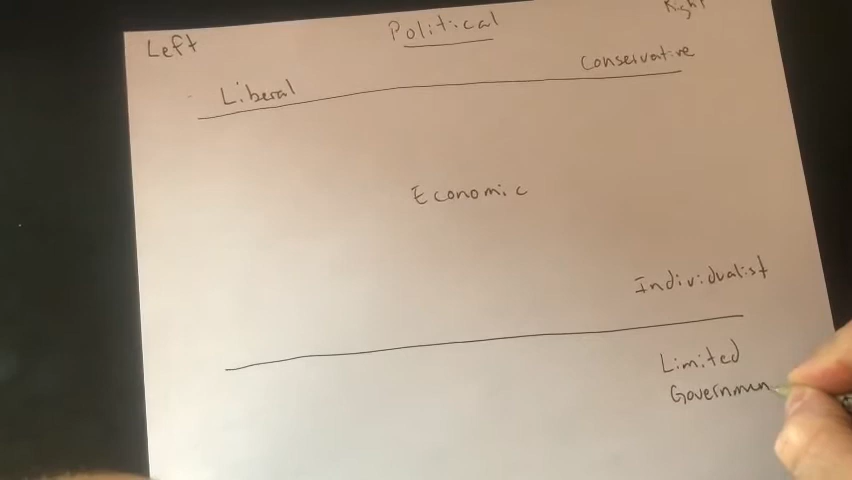 Left
Political
Right
Liberal
Conservative
Economic
Individualist
Limited
Governmen